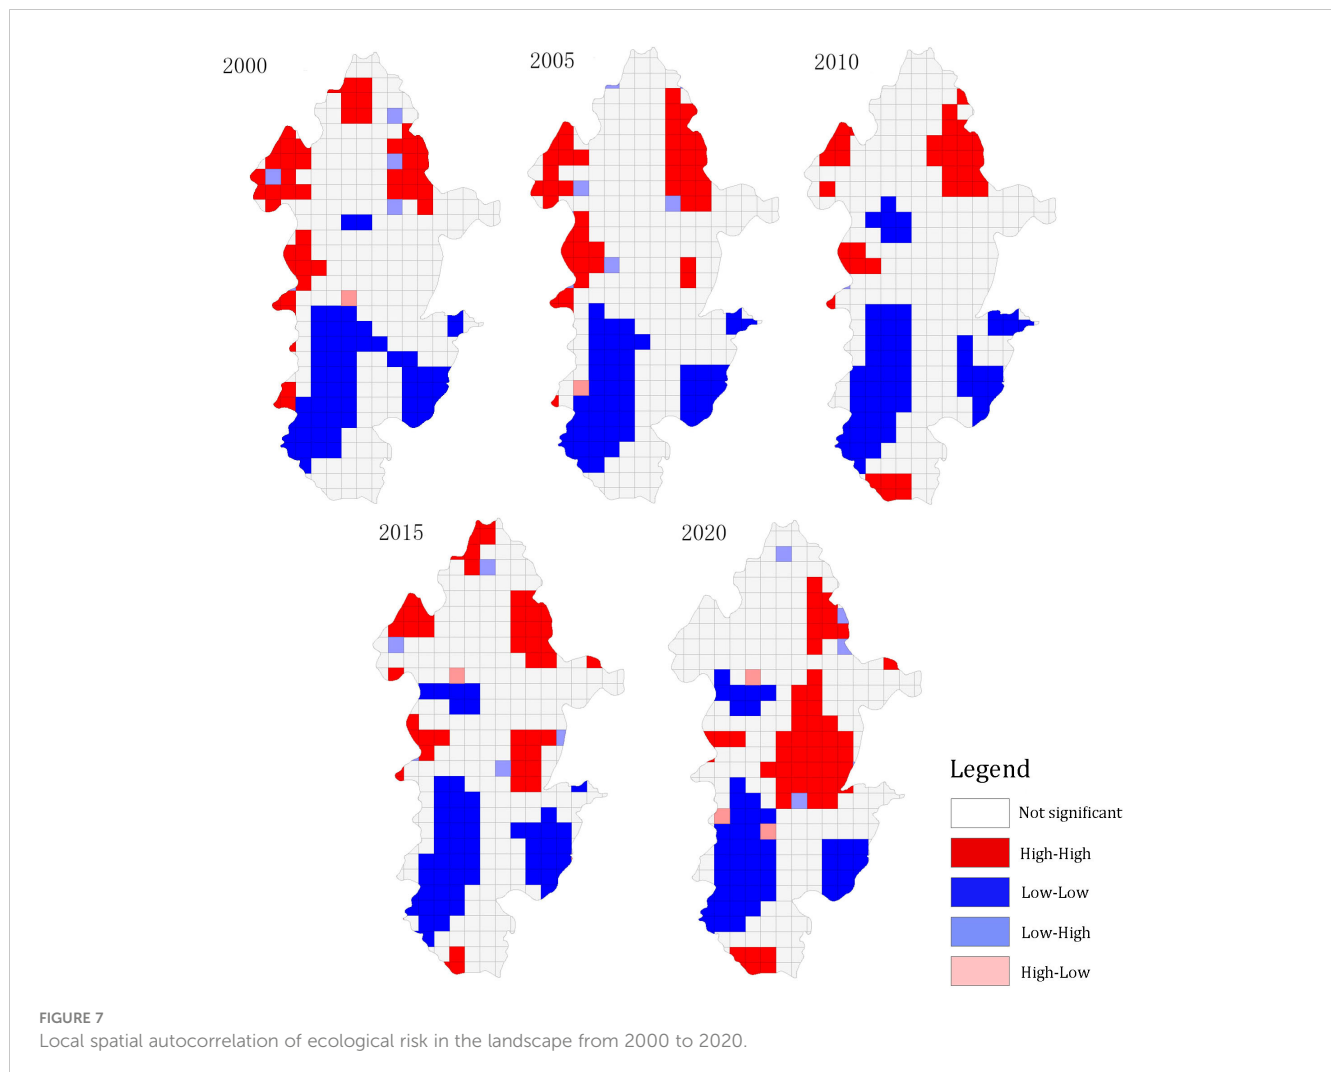 2000
2005
2010
2015
2020
Legend
Not significant
High-High
Low-Low
Low-High
High-Low
FIGURE 7
Local spatial autocorrelation of ecological risk in the landscape from 2000 to 2020.